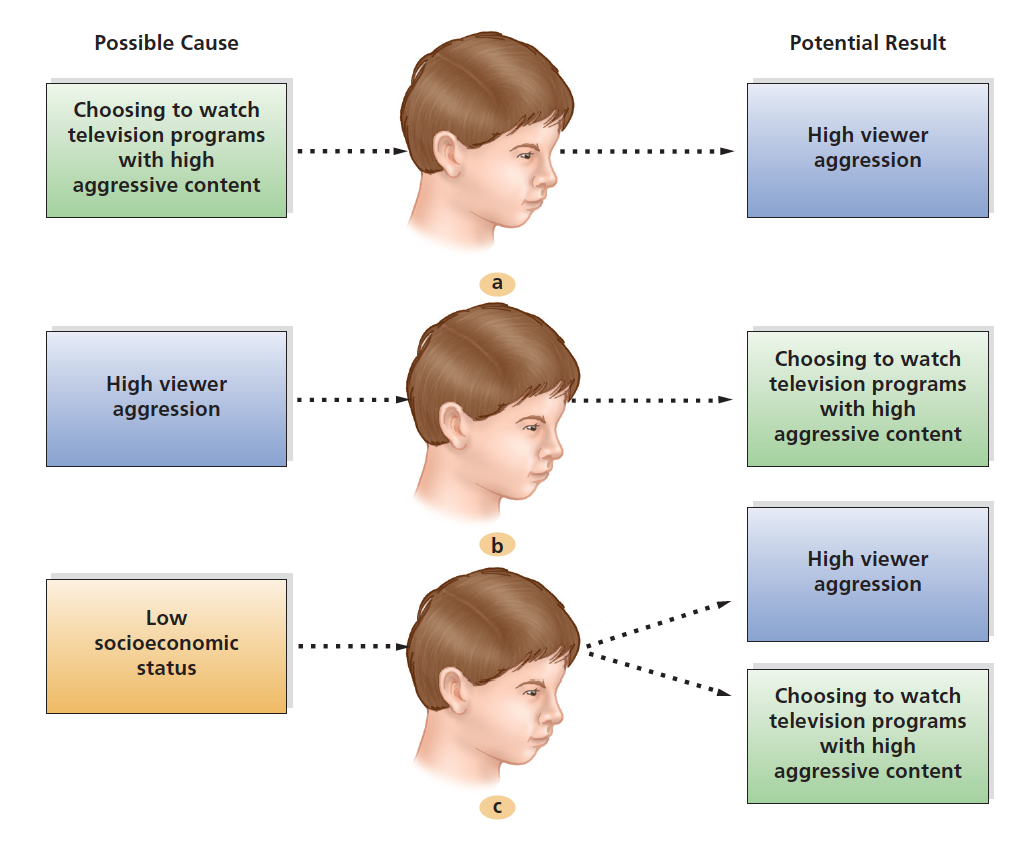 Possible Cause
Potential Result
Choosing to watch
television programs
with high
aggressive content
High viewer
aggression
a
High viewer
aggression
Choosing to watch
television programs
with high
aggressive content
b
Low
socioeconomic
status
High viewer
aggression
Choosing to watch
television programs
with high
aggressive content
c